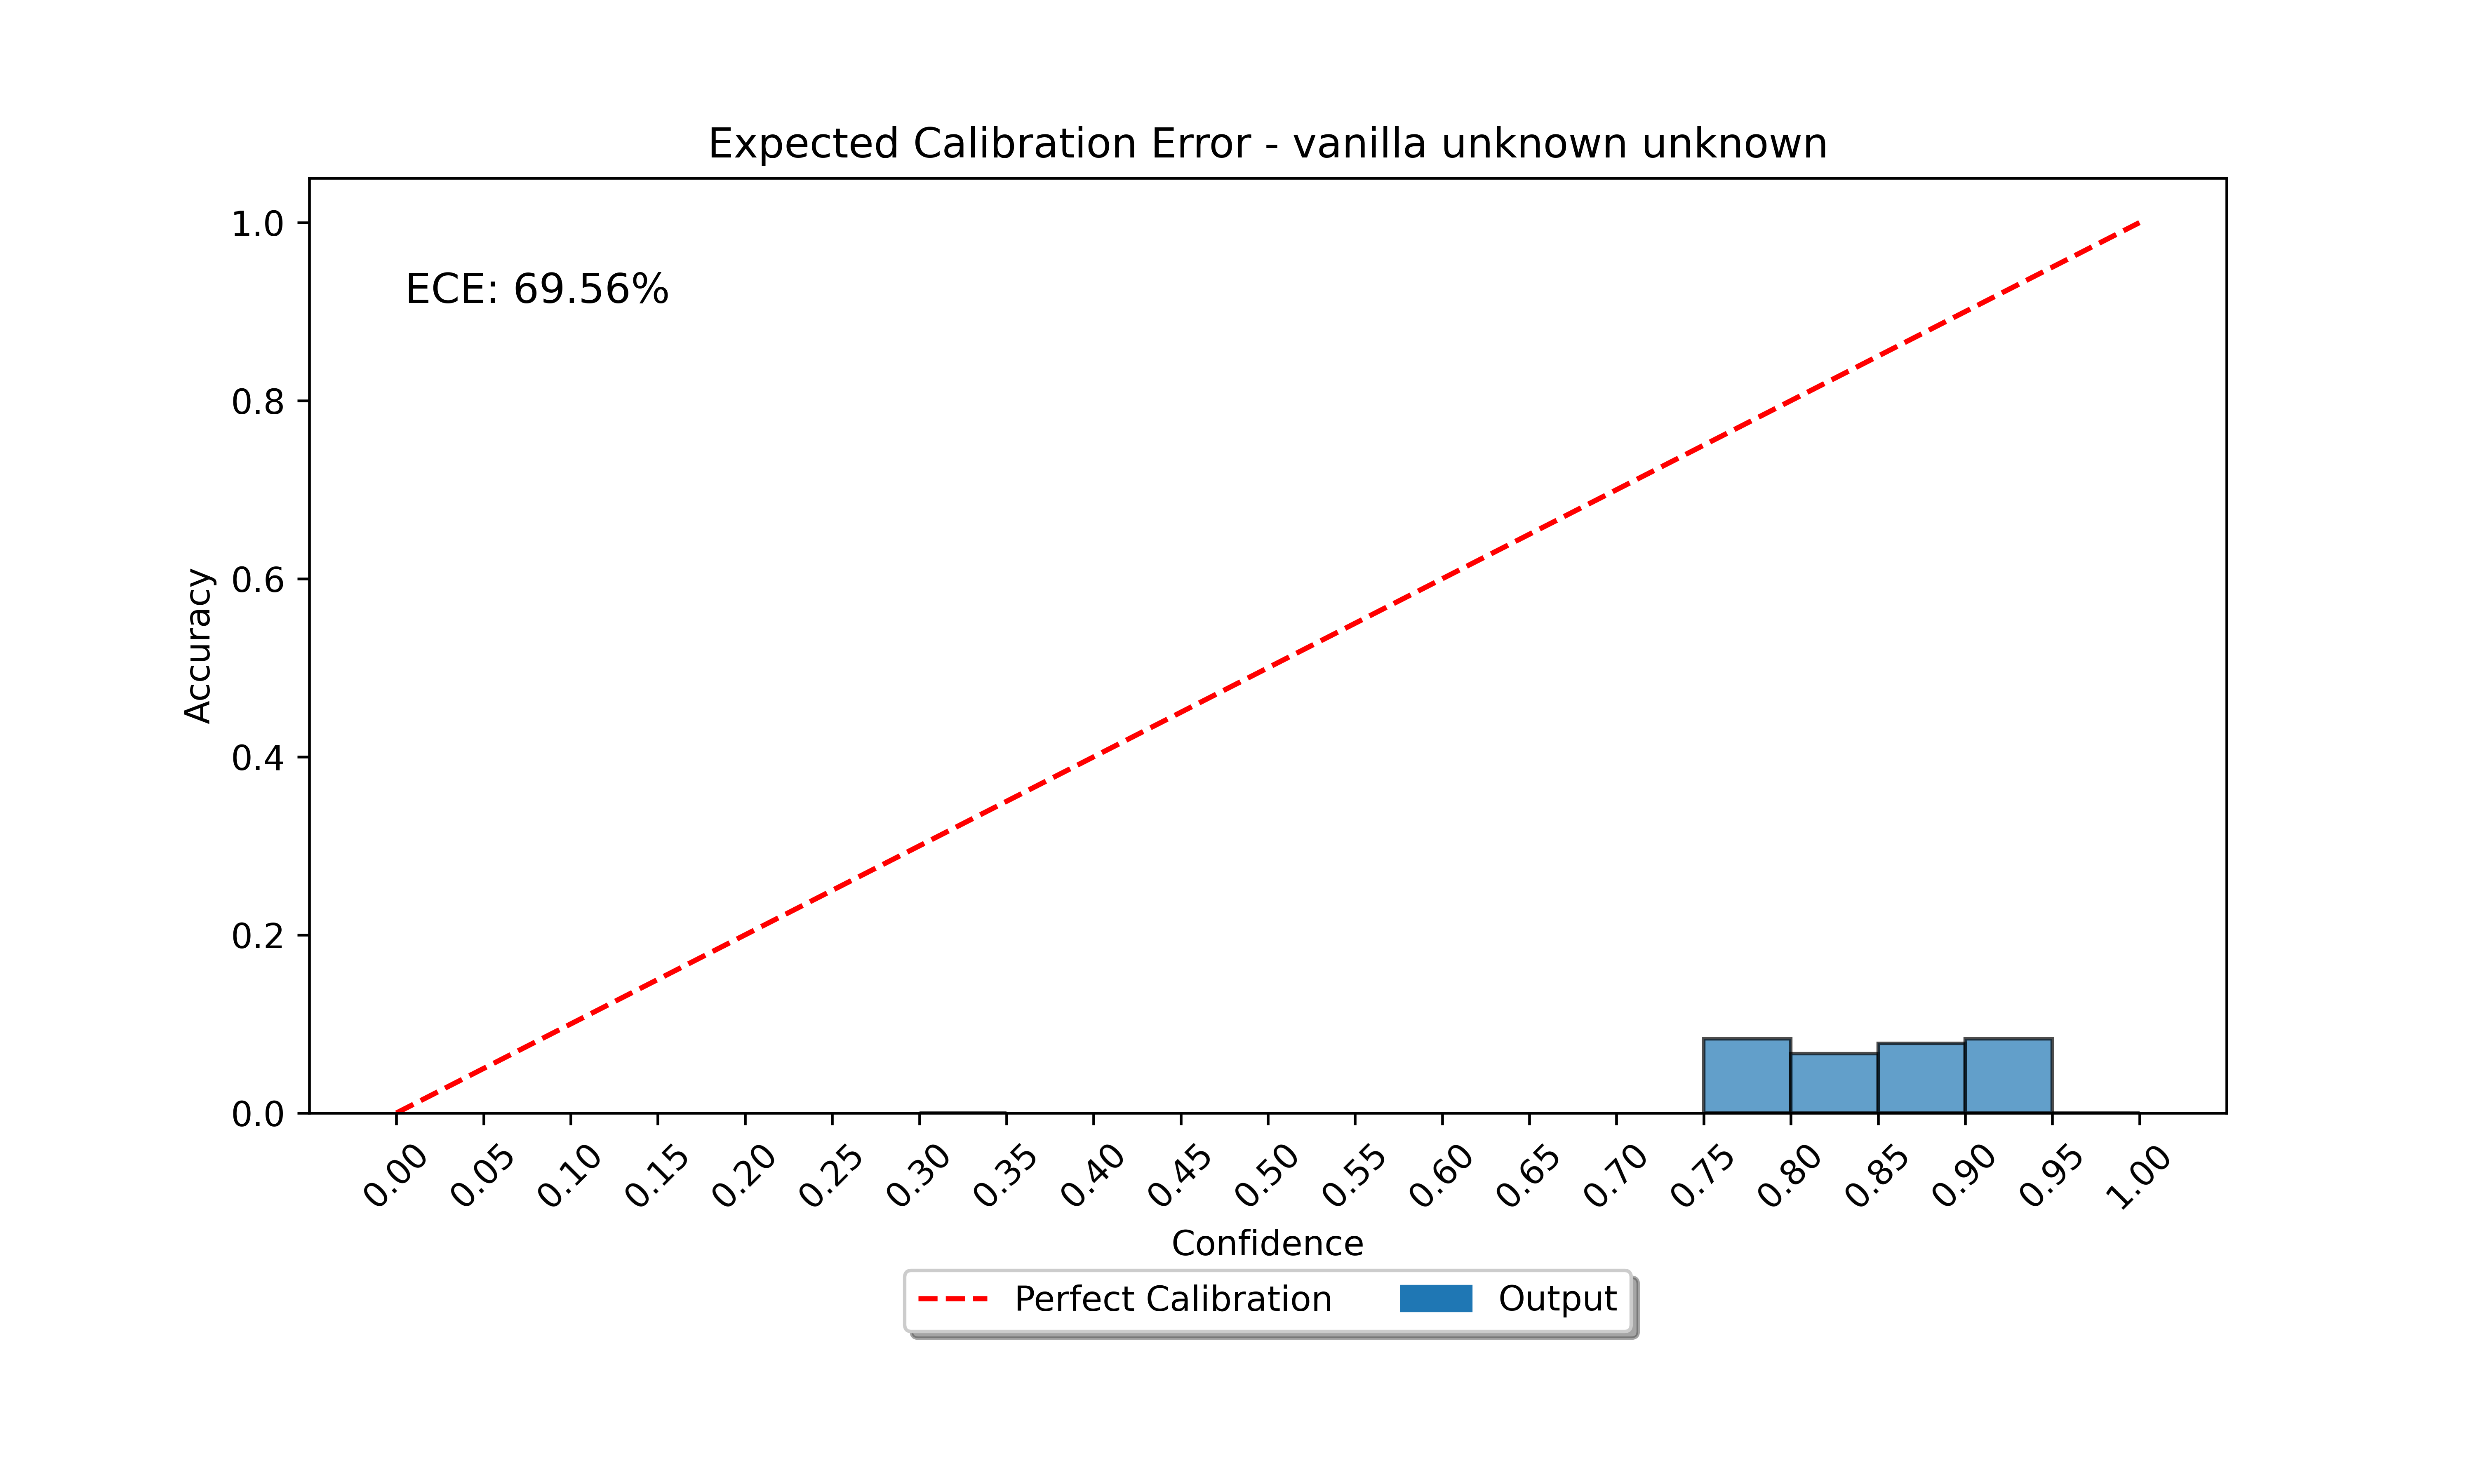 Expected Calibration Error - vanilla unknown unknown
ECE: 69.56%
1.0
0.8
0.6
0.4
0.2
0.0
Accuracy
0.00 0.05 0.10 0.15 0.20 0.25 0.30 0.35 0.40 0.45 0.50 0.55 0.60 0.65 0.70 0.75 0.80 0.85 0.90 0.95 1.00
Confidence
Perfect Calibration Output